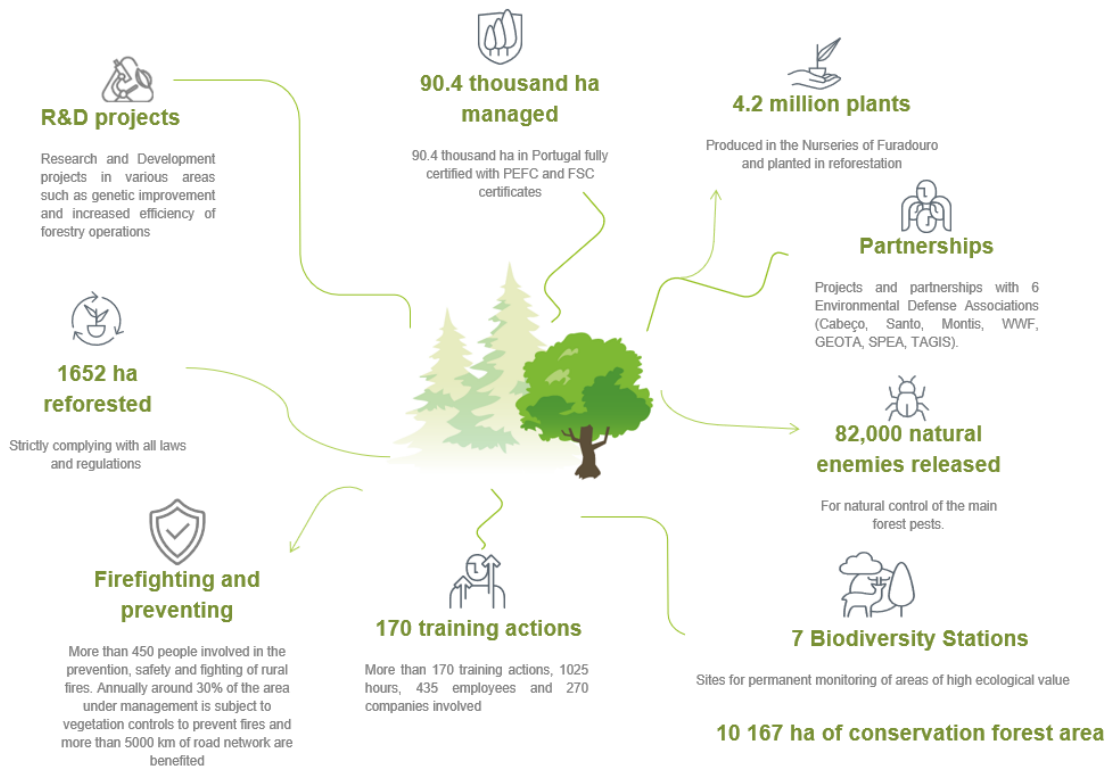 R&D projects
Research and Development
projects in various areas
such as genetic improvement
and increased efficiency of
forestry operations
90.4 thousand ha
managed
90.4 thousand ha in Portugal fully
certified with PEFC and FSC
certificates
4.2 million plants
Produced in the Nurseries of Furadouro
and planted in reforestation
Partnerships
Projects and partnerships with 6
Environmental Defense Associations
(Cabeço, Santo, Montis, WWF,
GEOTA, SPEA, TAGIS).
1652 ha
reforested
Strictly complying with all laws
and regulations
82,000 natural
enemies released
For natural control of the main
forest pests.
Firefighting and
preventing
More than 450 people involved in the
prevention, safety and fighting of rural
fires. Annually around 30% of the area
under management is subject to
vegetation controls to prevent fires and
more than 5000 km of road network are
benefited
170 training actions
More than 170 training actions, 1025
hours, 435 employees and 270
companies involved
7 Biodiversity Stations
Sites for permanent monitoring of areas of high ecological value
10 167 ha of conservation forest area